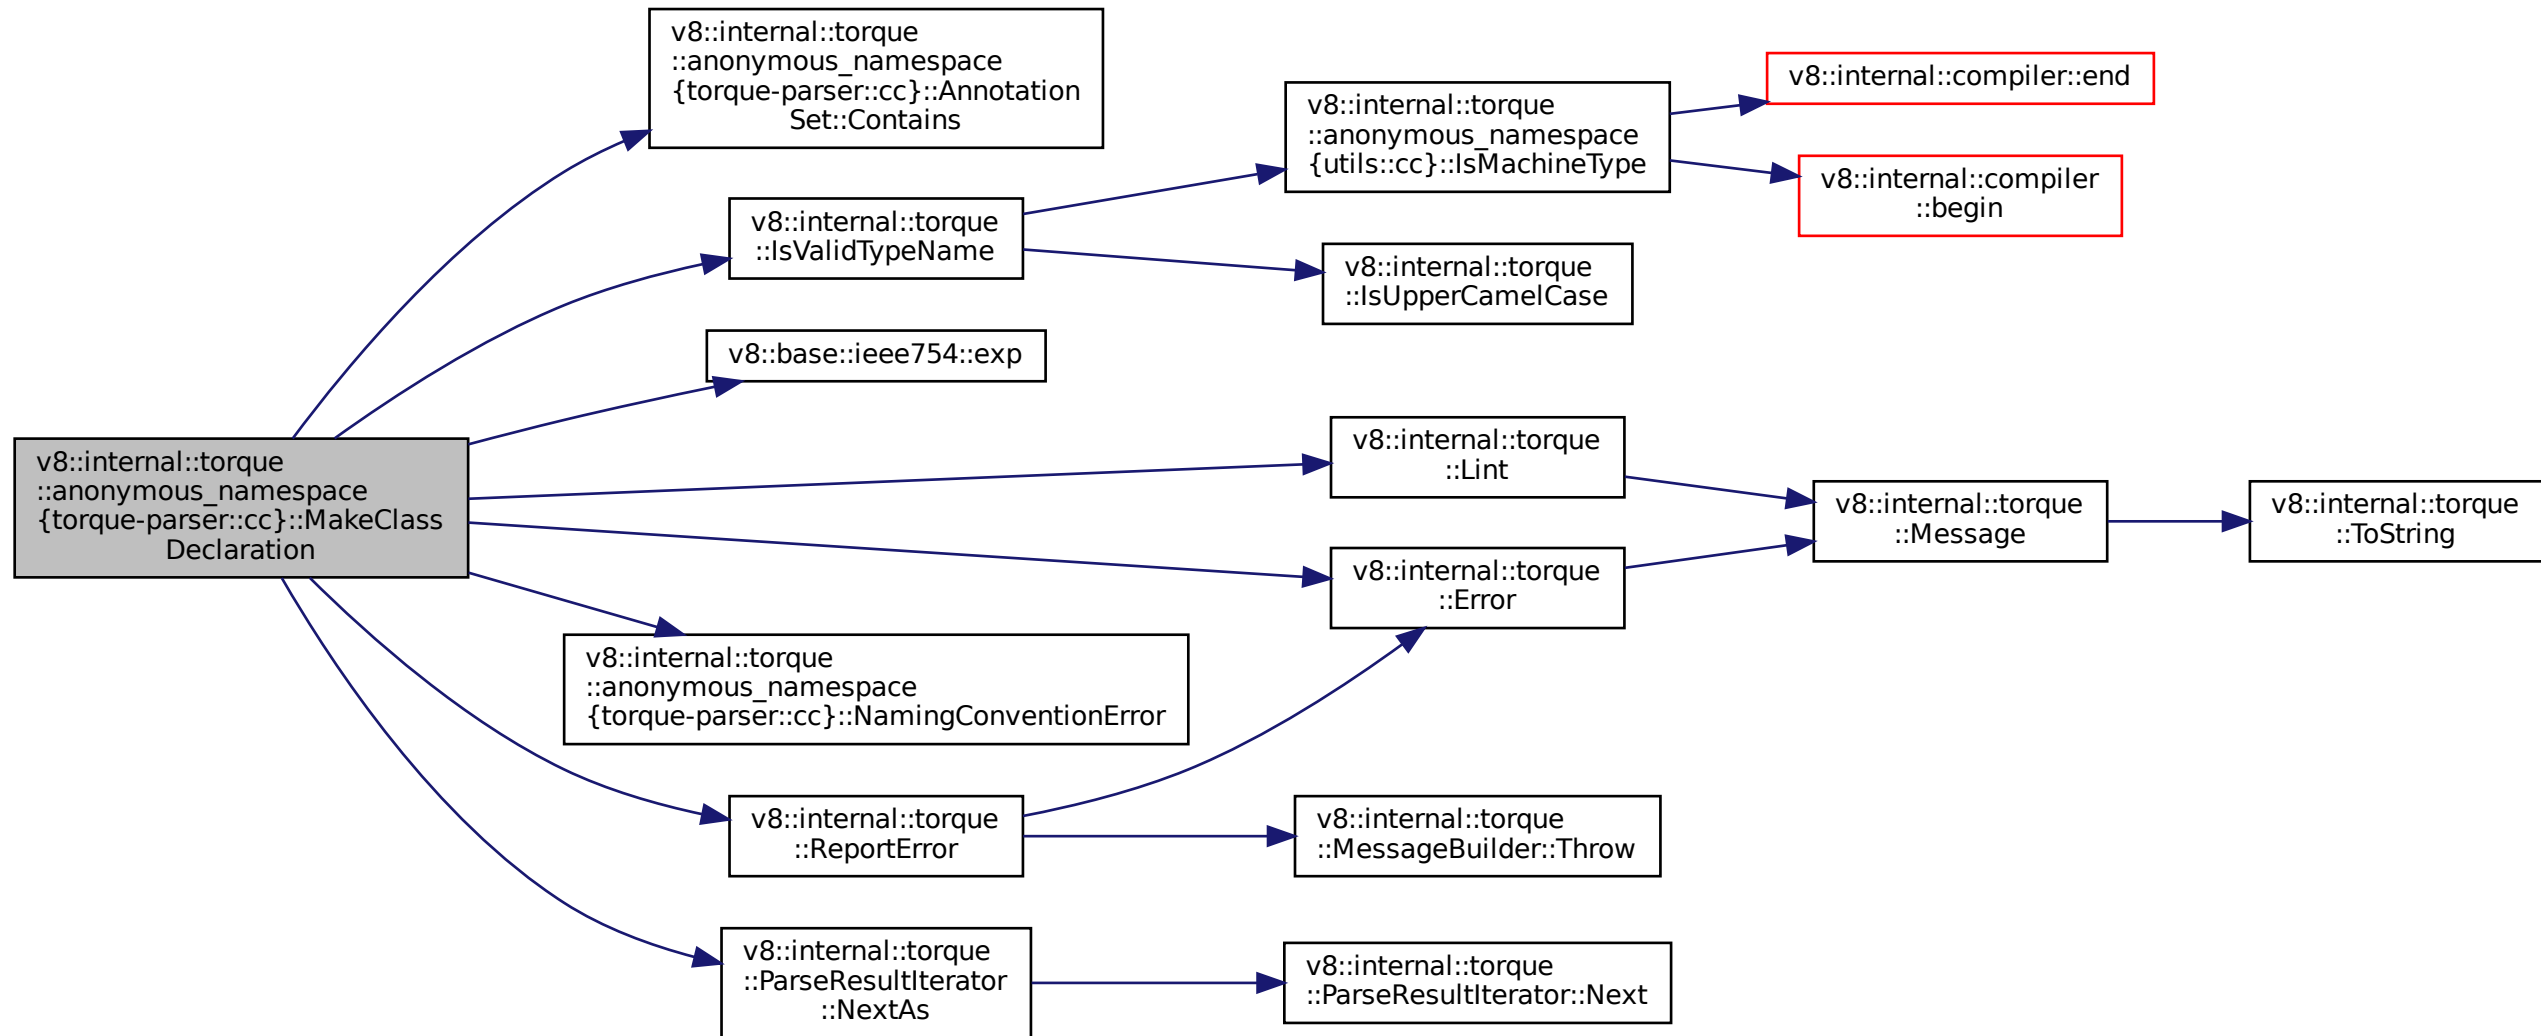 v8::internal::torque
::anonymous_namespace
{torque-parser::cc}::MakeClass
Declaration
v8::internal::torque
::anonymous_namespace
{torque-parser::cc}::Annotation
Set::Contains
v8::internal::torque
::IsValidTypeName
v8::internal::torque
::anonymous_namespace
{utils::cc}::IsMachineType
v8::internal::compiler::end
v8::internal::compiler
::begin
v8::internal::torque
::IsUpperCamelCase
v8::base::ieee754::exp
v8::internal::torque
::Lint
v8::internal::torque
::Message
v8::internal::torque
::ToString
v8::internal::torque
::Error
v8::internal::torque
::anonymous_namespace
{torque-parser::cc}::NamingConventionError
v8::internal::torque
::ReportError
v8::internal::torque
::MessageBuilder::Throw
v8::internal::torque
::ParseResultIterator
::NextAs
v8::internal::torque
::ParseResultIterator::Next